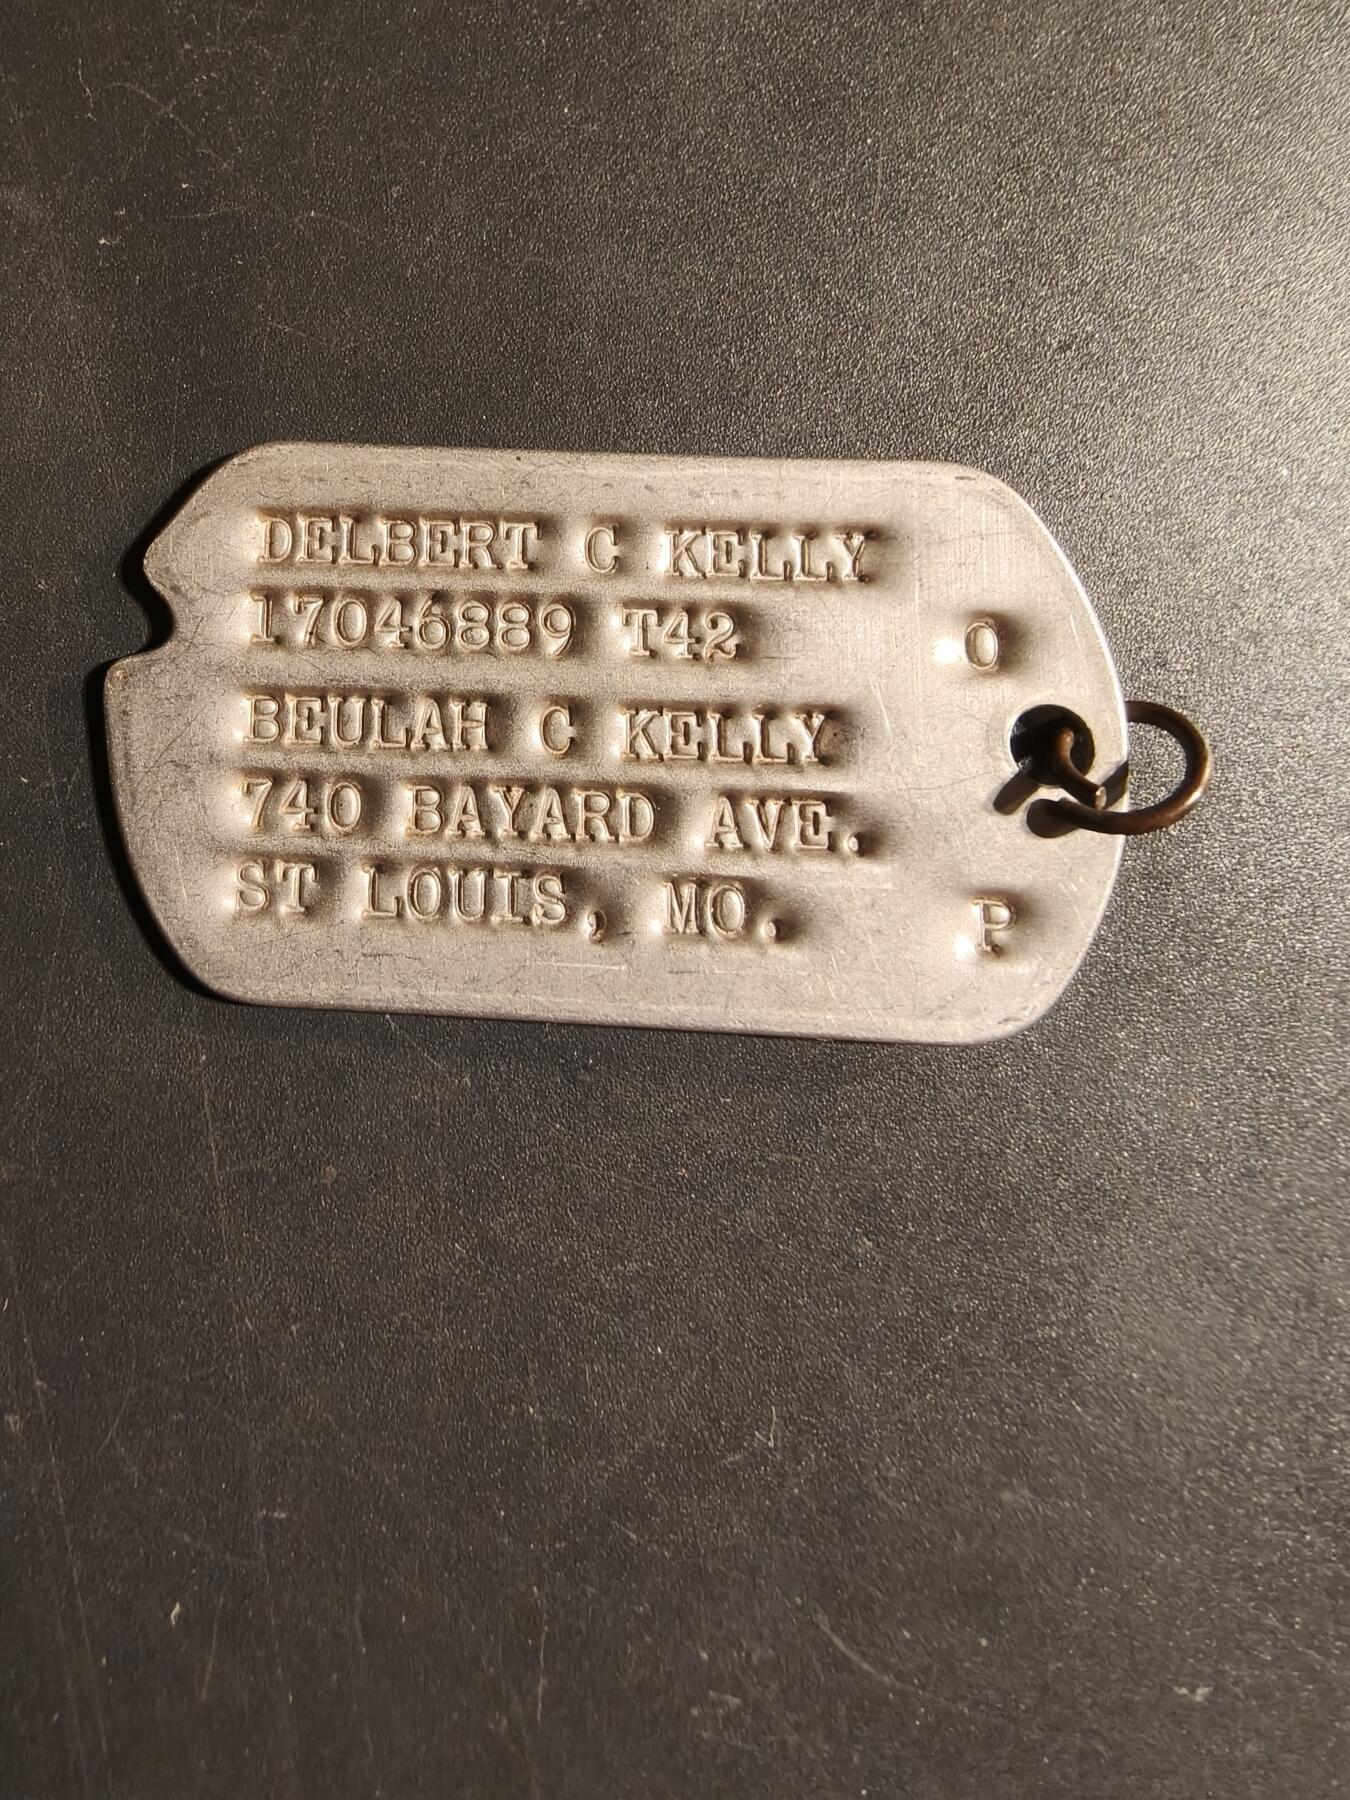 DELBERT C KELLY
17046889 T42 O
BEULAH C KELLY
740 BAYARD AVE.
ST LOUIS, MO. P